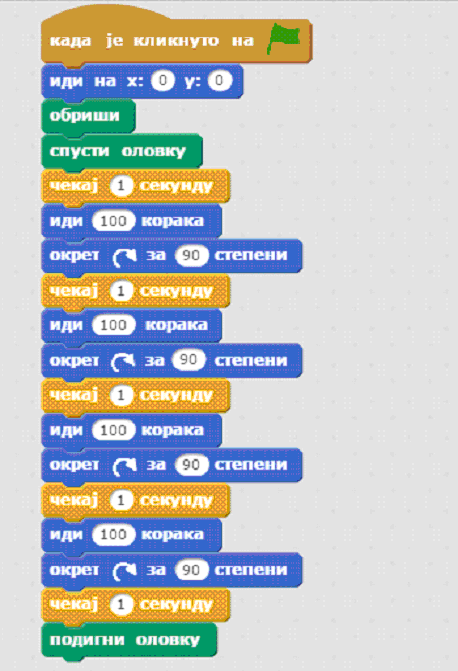 када је кликнуто на
иди на x: 0 y: 0
обриши
спусти оловку
чекај 1 секунду
иди 100 корака
окрет за 90 степени
чекај 1 секунду
иди 100 корака
окрет за 90 степени
чекај 1 секунду
иди 100 корака
окрет за 90 степени
чекај 1 секунду
иди 100 корака
окрет за 90 степени
чекај 1 секунду
подигни оловку